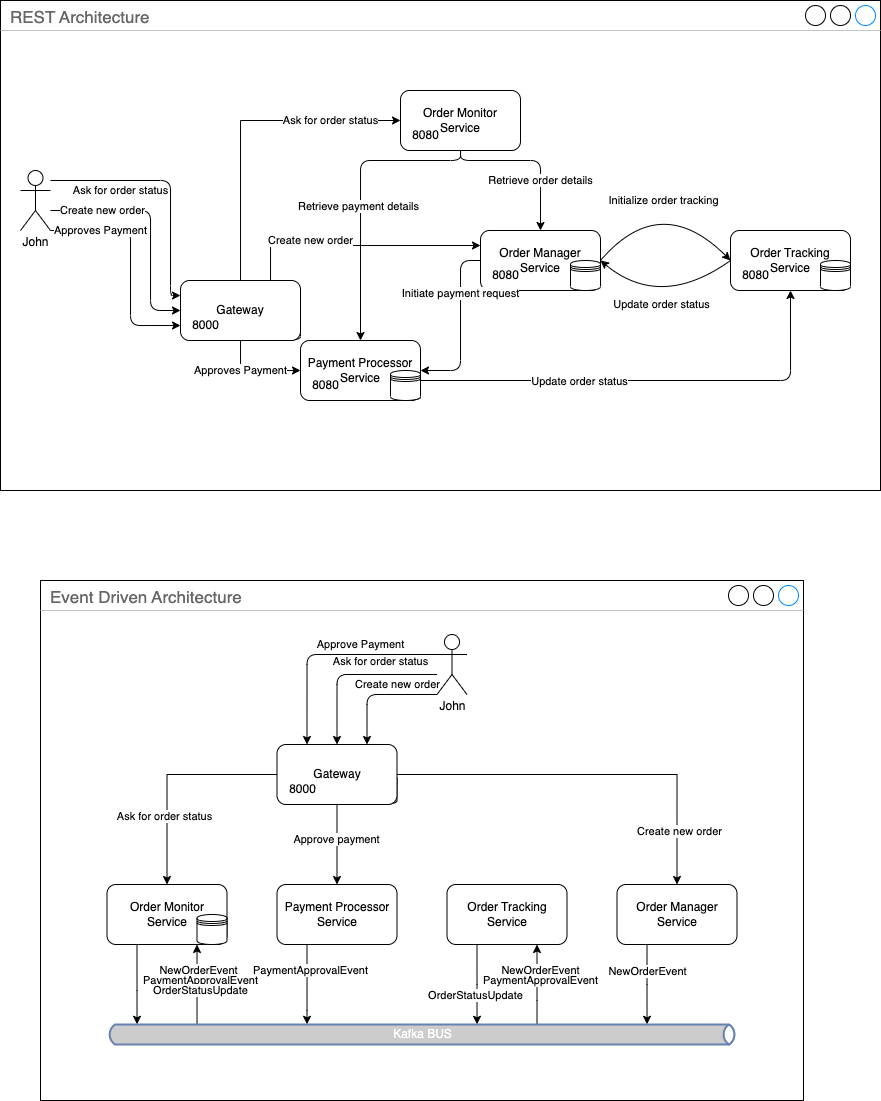 REST Architecture
Order Monitor
Service
8080
Ask for order status
Ask for order status
Create new order
Approves Payment
John
Retrieve order details
Retrieve payment details
Initialize order tracking
Create new order
Order Manager
Service
8080
Order Tracking
Service
8080
Initiate payment request
Update order status
Gateway
8000
Approves Payment
Payment Processor
Service
8080
Update order status
Event Driven Architecture
Approve Payment
Ask for order status
Create new order
John
Gateway
8000
Ask for order status
Approve payment
Create new order
Order Monitor
Service
Payment Processor
Service
Order Tracking
Service
Order Manager
Service
NewOrderEvent
PaymentApprovalEvent
OrderStatusUpdate
PaymentApprovalEvent
NewOrderEvent
PaymentApprovalEvent
OrderStatusUpdate
NewOrderEvent
Kafka BUS